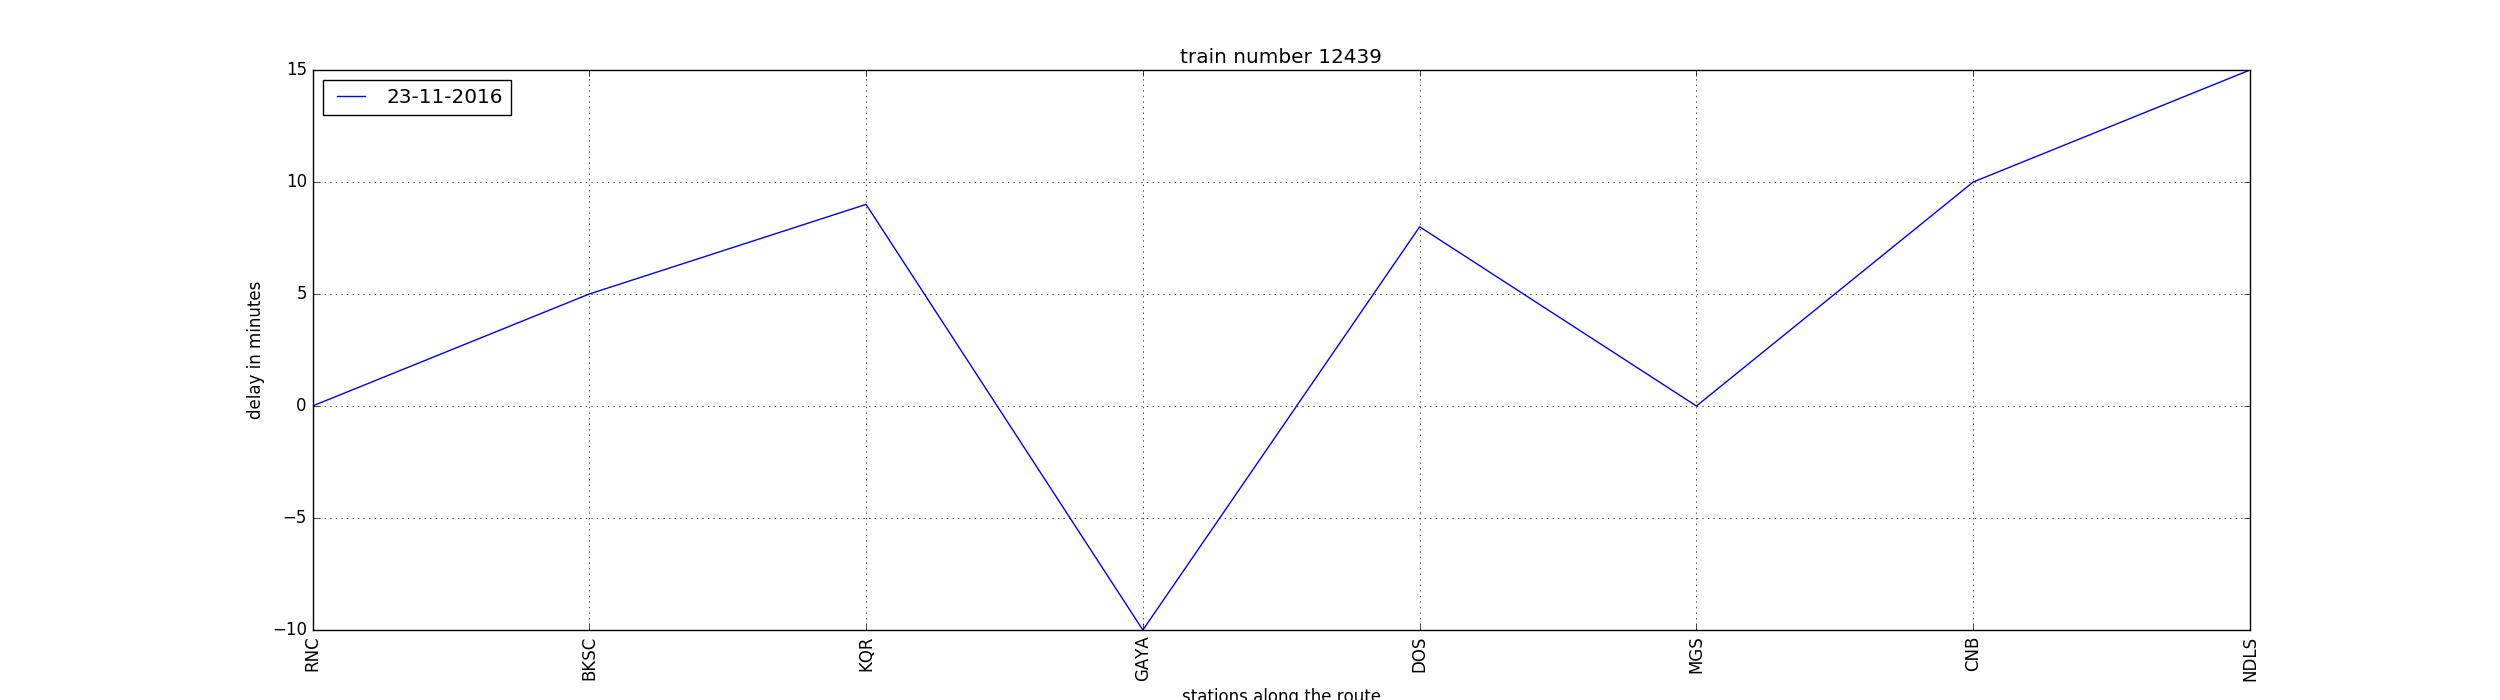 train number 12439
23-11-2016
15
10
5
0
−5
−10
delay in minutes
RNC
BKSC
KQR
GAYA
DOS
MGS
CNB
NDLS
stations along the route